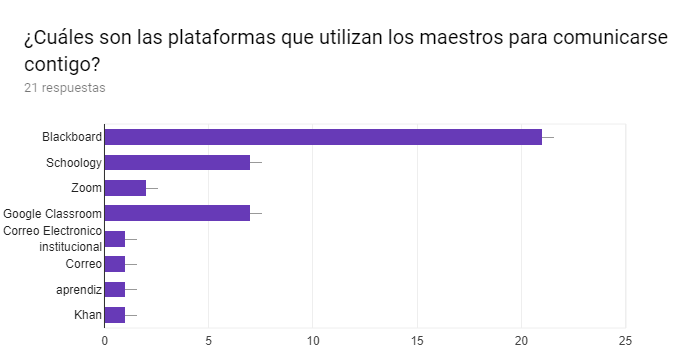 ¿Cuáles son las plataformas que utilizan los maestros para comunicarse
contigo?
21 respuestas
Blackboard
Schoology
Zoom
Google Classroom
Correo Electronico
institucional
Correo
aprendiz
Khan
0 5 10 15 20 25